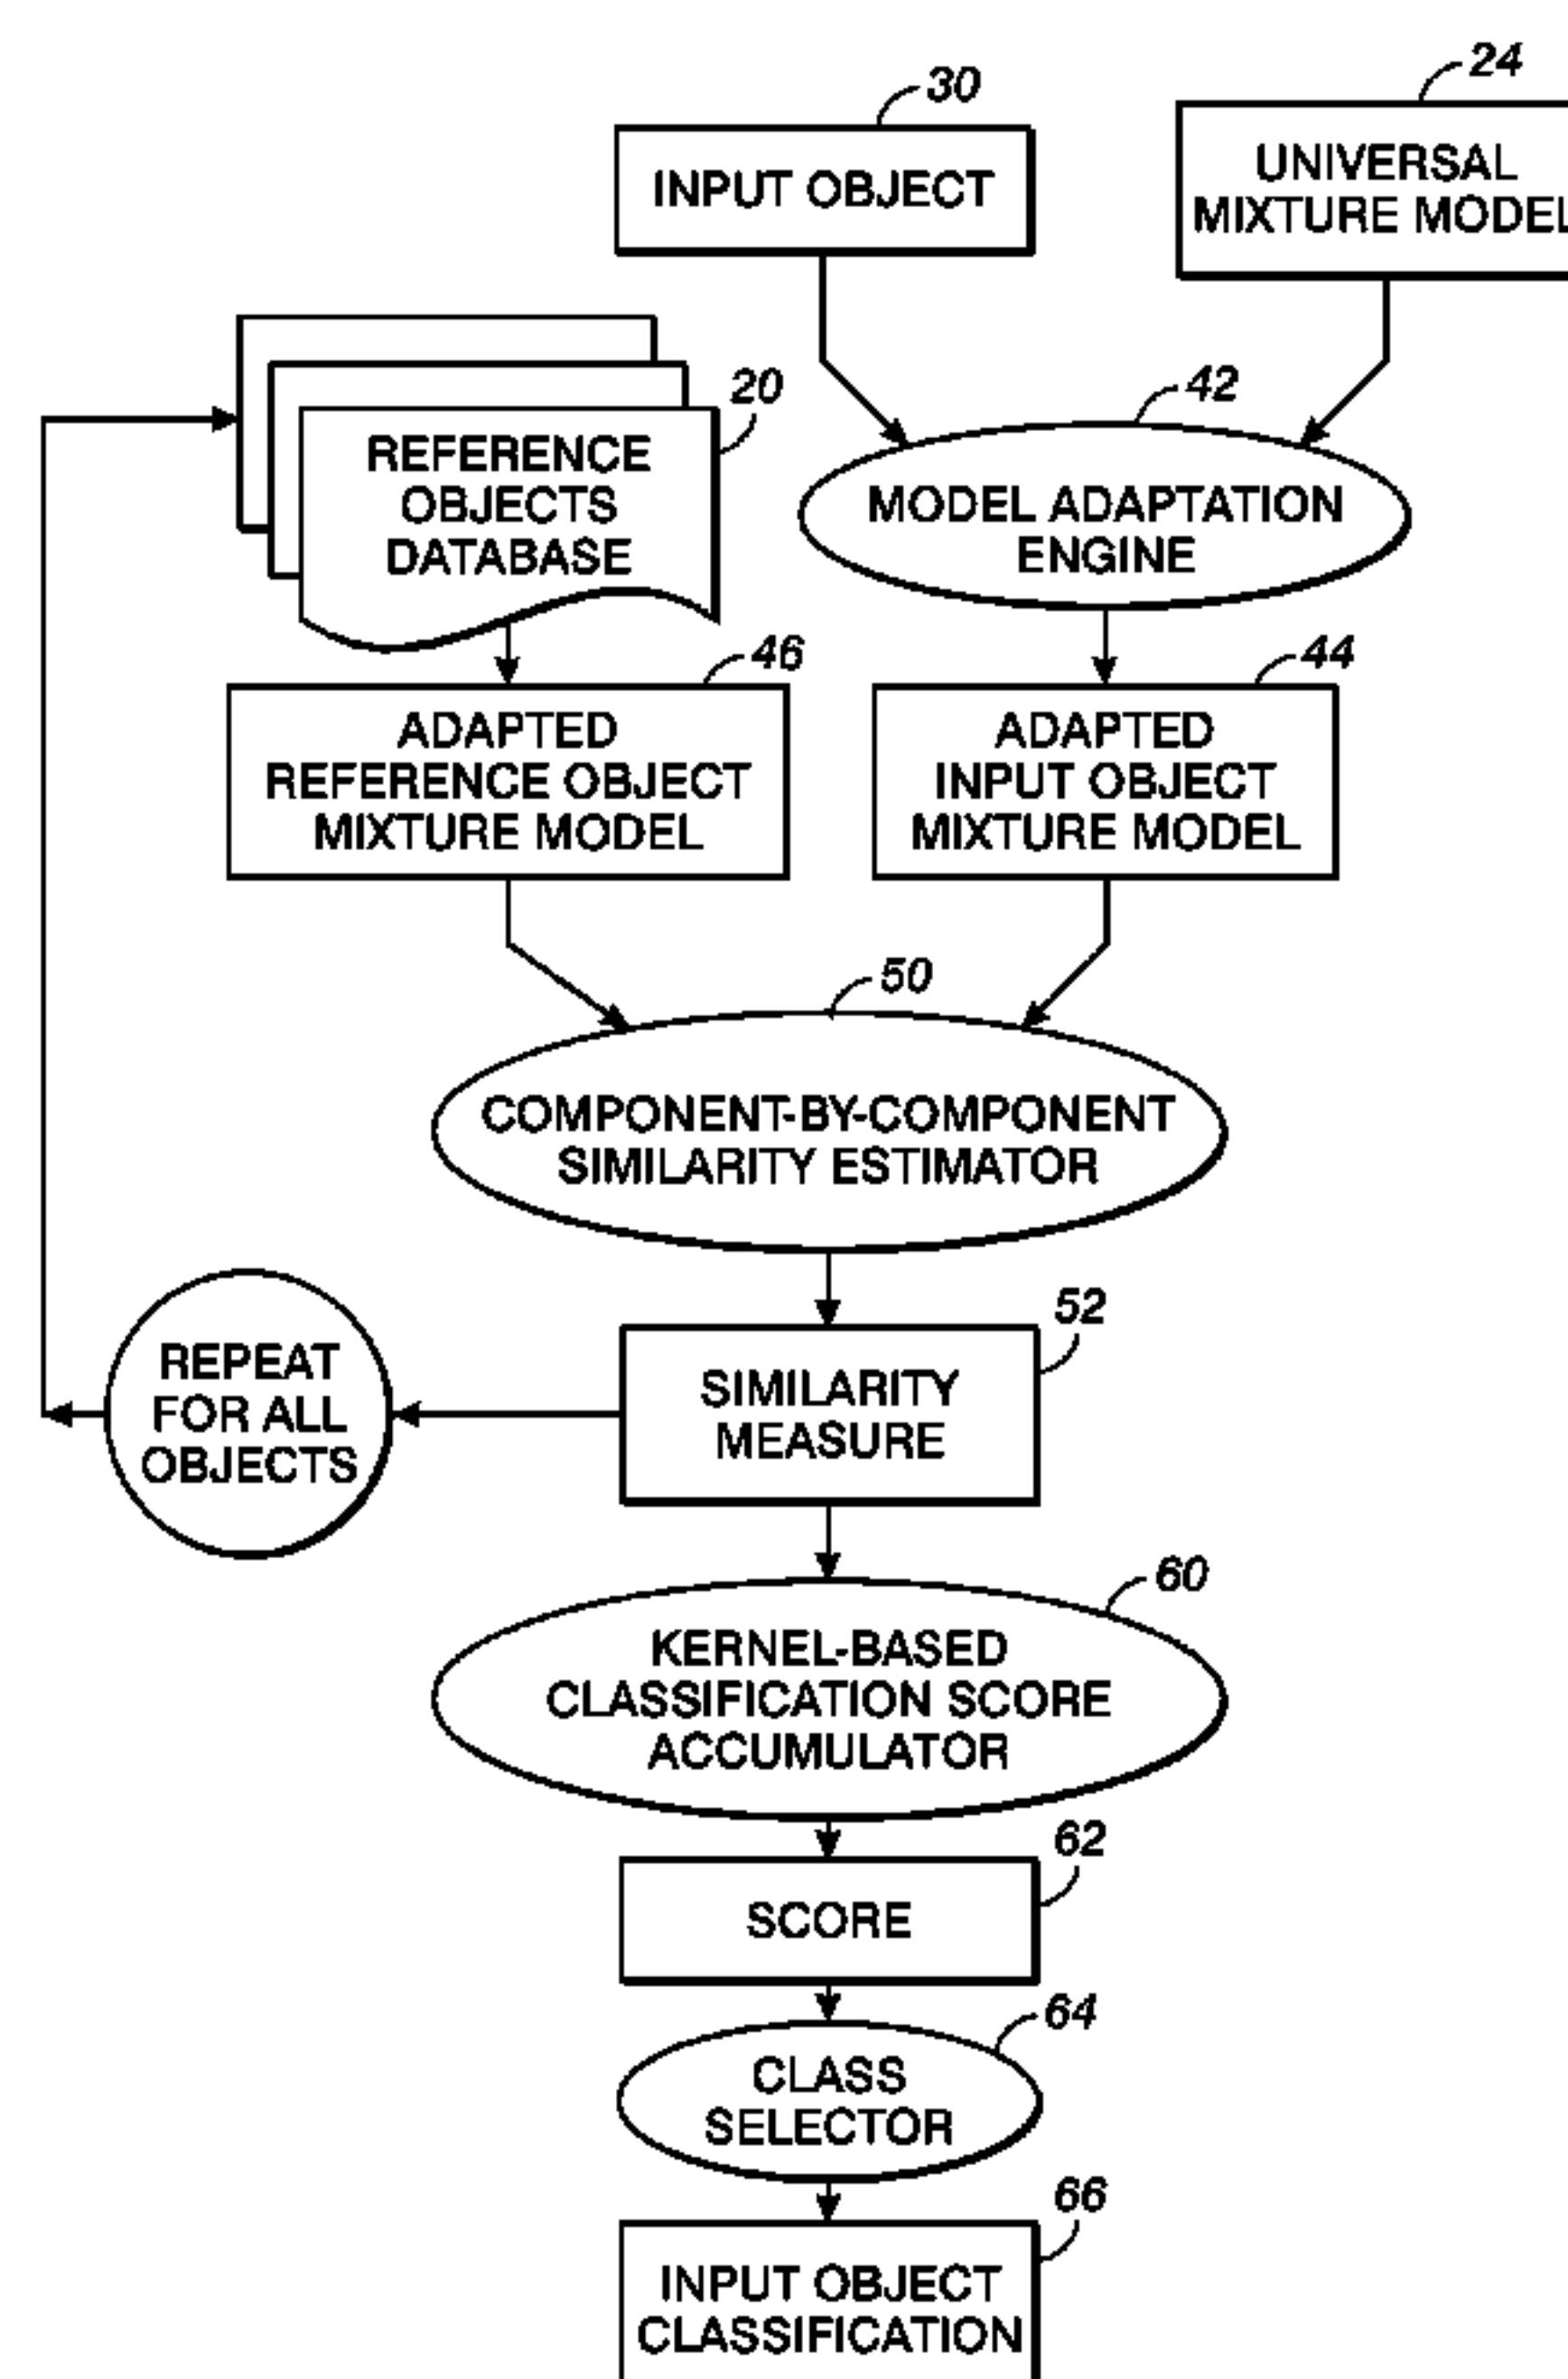 30
24
INPUT OBJECT
UNIVERSAL
MIXTURE MODEL
20
42
REFERENCE
OBJECTS
DATABASE
MODEL ADAPTATION
ENGINE
46
44
ADAPTED
REFERENCE OBJECT
MIXTURE MODEL
ADAPTED
INPUT OBJECT
MIXTURE MODEL
50
COMPONENT-BY-COMPONENT
SIMILARITY ESTIMATOR
52
REPEAT
FOR ALL
OBJECTS
SIMILARITY
MEASURE
60
KERNEL-BASED
CLASSIFICATION SCORE
ACCUMULATOR
62
SCORE
64
CLASS
SELECTOR
66
INPUT OBJECT
CLASSIFICATION